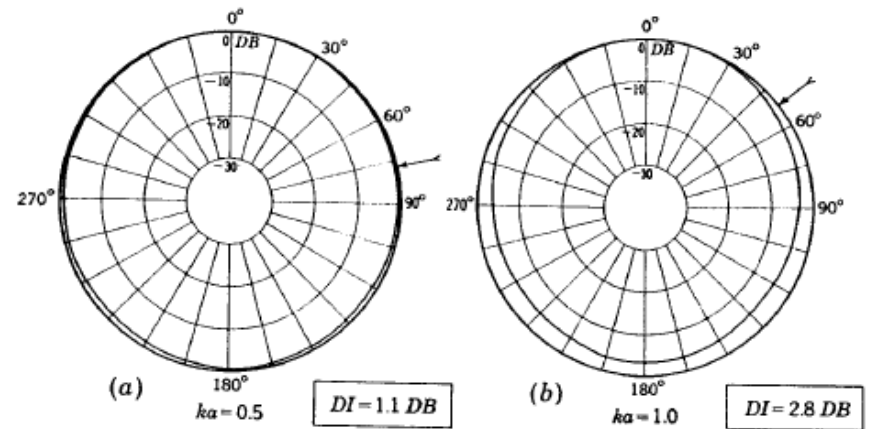 0°
0 DB
30°
-10
60°
-20
-30
270°
90°
180°
(a)
ka = 0.5
DI = 1.1 DB
0°
0 DB
30°
-10
60°
-20
-30
270°
90°
180°
(b)
ka = 1.0
DI = 2.8 DB